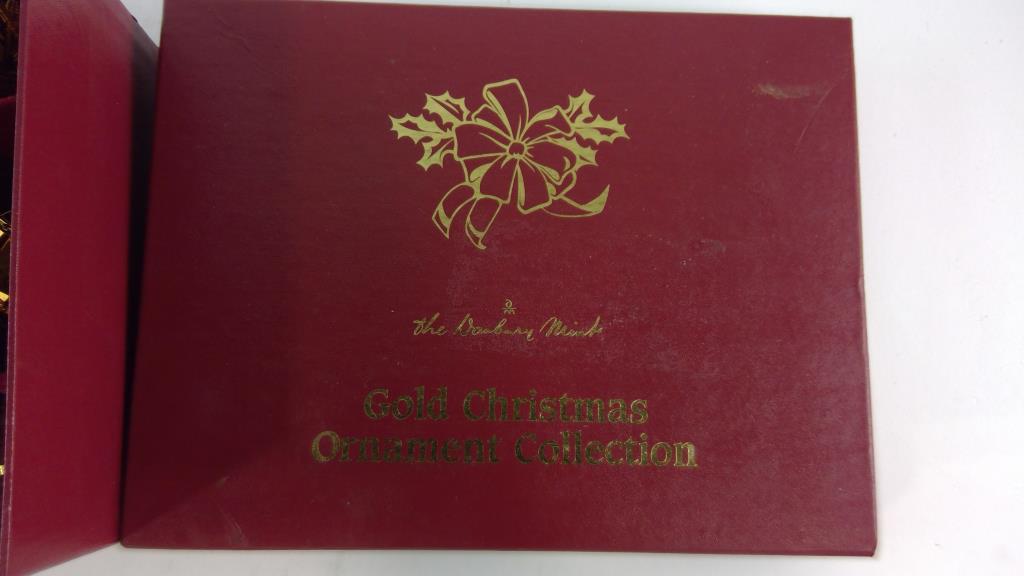 the Danbury Mint
Gold Christmas
Ornament Collection